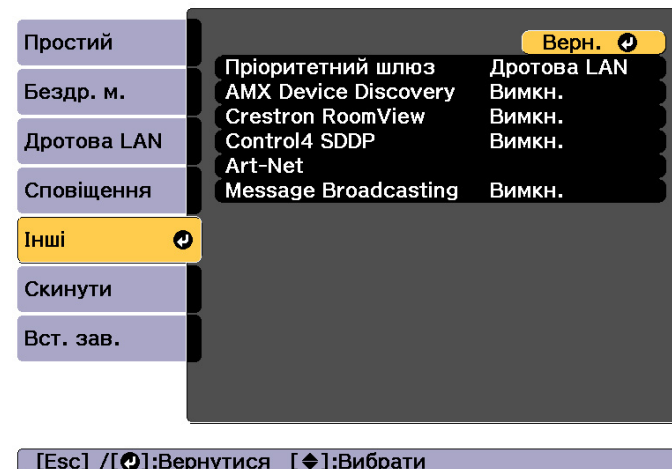 Простий
Бездр. м.
Дротова LAN
Сповіщення
Інші
Скинути
Вст. зав.
Верн.
Пріоритетний шлюз Дротова LAN
AMX Device Discovery Вимкн.
Crestron RoomView Вимкн.
Control4 SDDP Вимкн.
Art-Net
Message Broadcasting Вимкн.
[Esc] /[⏎]:Вернутися [◆]:Вибрати